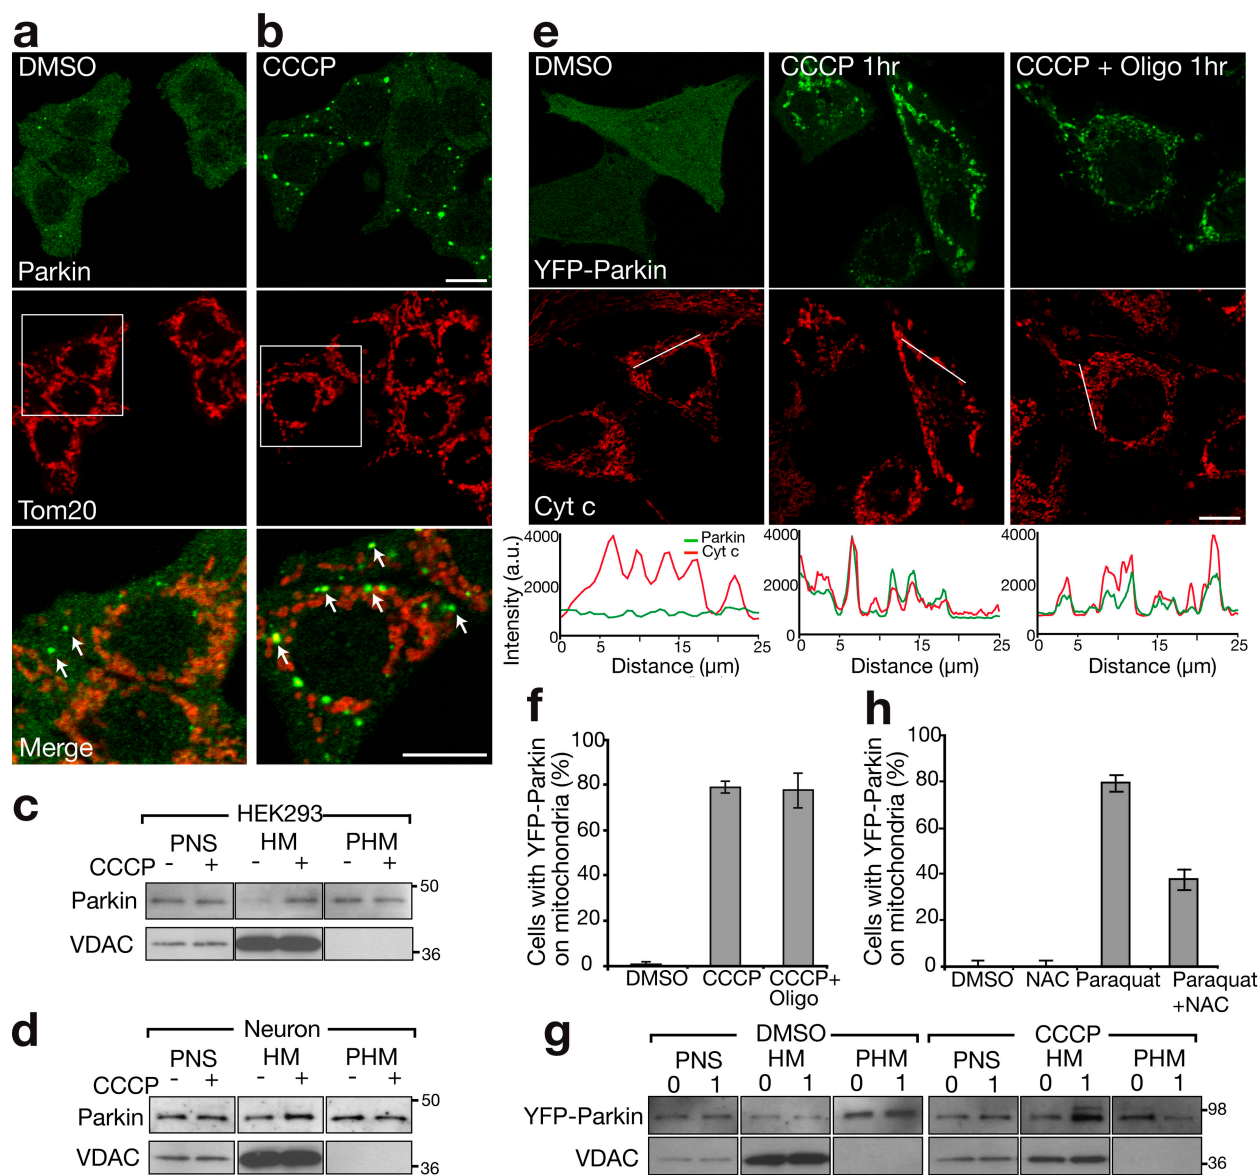 a
DMSO
Parkin
Tom20
Merge
b
CCCP
e
DMSO
YFP-Parkin
CCCP 1hr
CCCP + Oligo 1hr
Cyt c
Intensity (a.u.)
4000
2000
0
Parkin
Cyt c
0 5 15 25
Distance (µm)
4000
2000
0
0 5 15 25
Distance (µm)
4000
2000
0
0 5 15 25
Distance (µm)
c
HEK293
PNS HM PHM
CCCP - + - + - +
Parkin 50
VDAC 36
d
Neuron
PNS HM PHM
CCCP - + - + - +
Parkin 50
VDAC 36
f
Cells with YFP-Parkin
on mitochondria (%)
100
80
60
40
20
0
DMSO CCCP CCCP+
Oligo
h
Cells with YFP-Parkin
on mitochondria (%)
100
80
60
40
20
0
DMSO NAC Paraquat Paraquat
+NAC
g
DMSO CCCP
PNS HM PHM PNS HM PHM
0 1 0 1 0 1 0 1 0 1 0 1
YFP-Parkin 98
VDAC 36